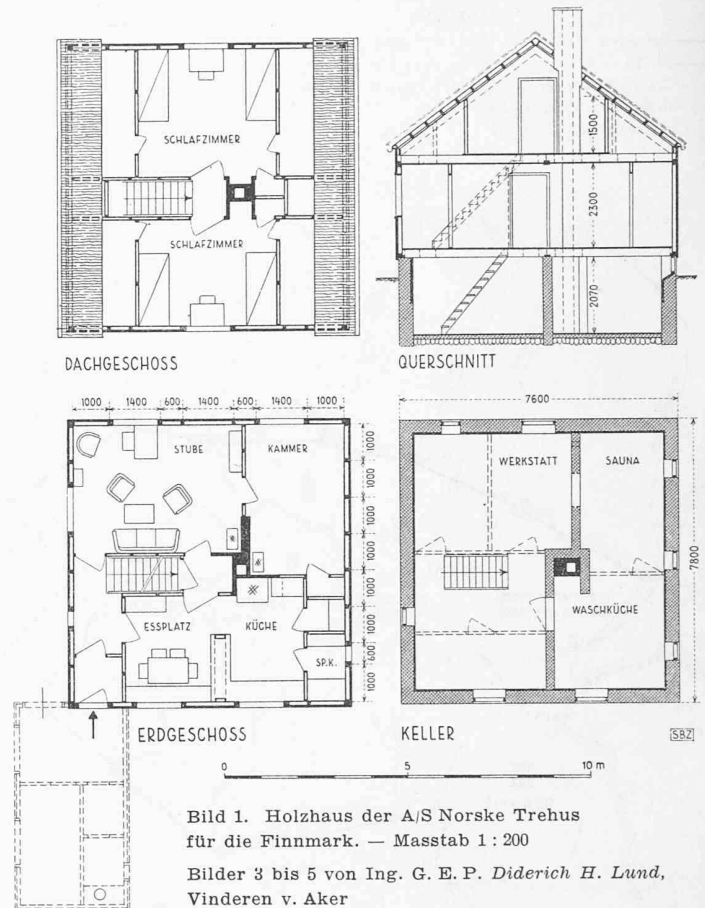 SCHLAFZIMMER
SCHLAFZIMMER
DACHGESCHOSS
1500
2300
2070
QUERSCHNITT
1000 1400 600 1400 600 1400 1000
STUBE
KAMMER
ESSPLATZ
KÜCHE
SP.K.
1000
1000
1000
1000
1000
1000
600
1000
ERDGESCHOSS
7600
WERKSTATT
SAUNA
WASCHKÜCHE
7800
KELLER
SBZ
0 5 10 m
Bild 1. Holzhaus der A/S Norske Trehus
für die Finnmark. — Masstab 1 : 200
Bilder 3 bis 5 von Ing. G. E. P. Diderich H. Lund,
Vinderen v. Aker